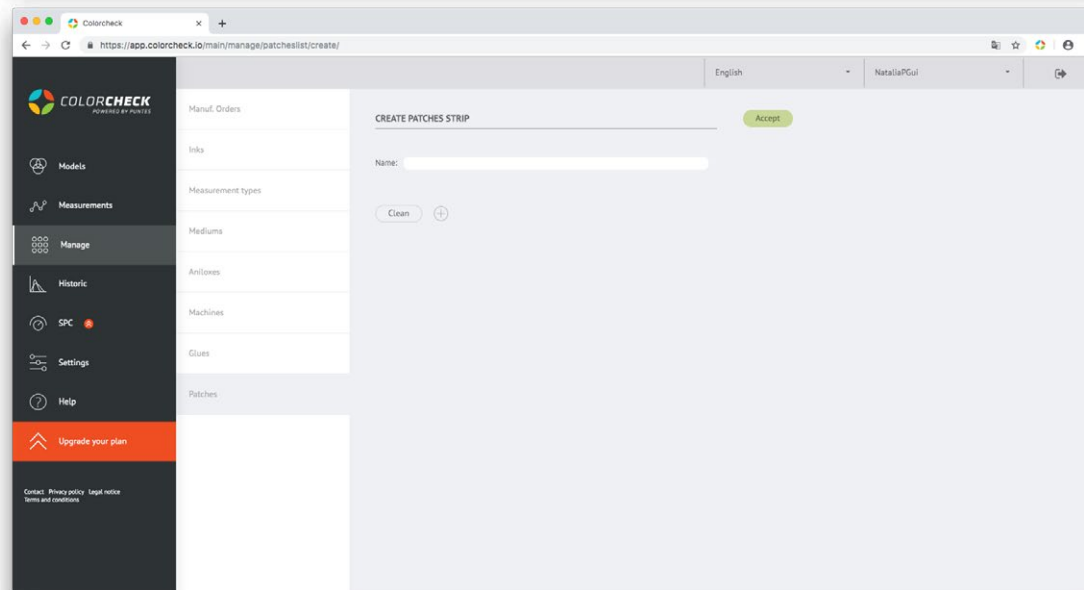 Colorcheck
https://app.colorcheck.io/main/manage/patcheslist/create/
English
NataliaPGui
COLORCHECK
POWERED BY PUNTES
Models
Measurements
Manage
Historic
SPC
Settings
Help
Upgrade your plan
Contact Privacy policy Legal notice
Terms and conditions
Manuf. Orders
Inks
Measurement types
Mediums
Aniloxes
Machines
Glues
Patches
CREATE PATCHES STRIP
Accept
Name:
Clean